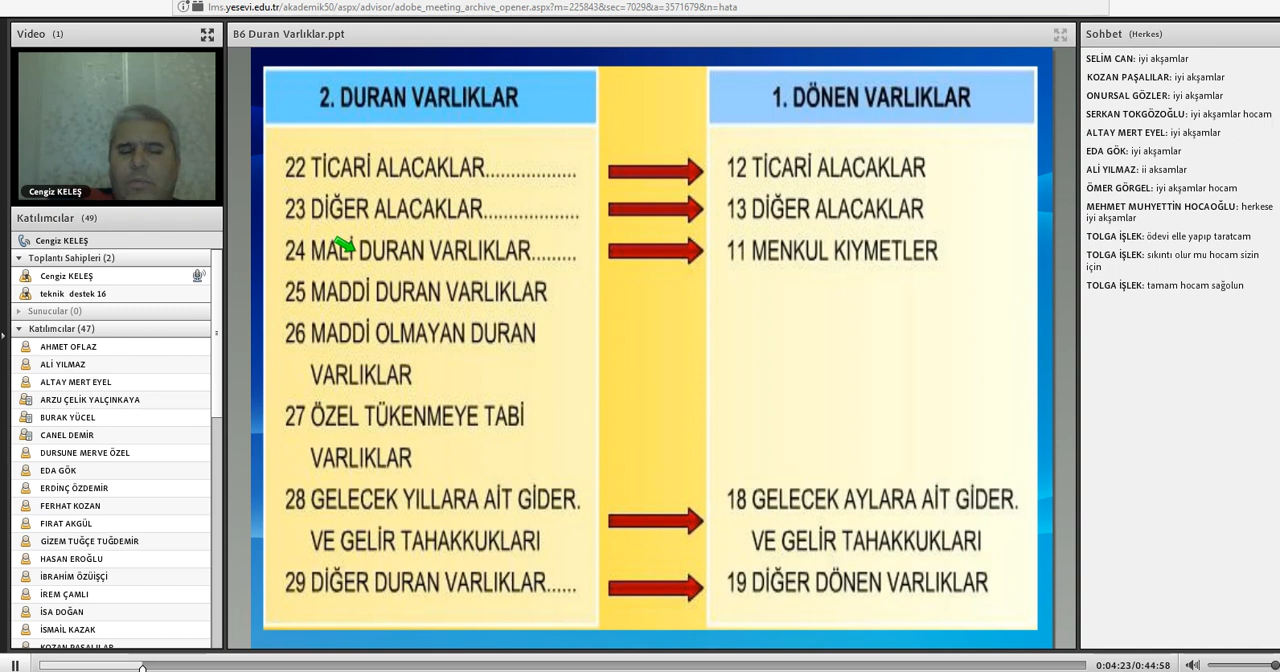 lms.yesevi.edu.tr/akademik50/aspx/advisor/adobe_meeting_archive_opener.aspx?m=225843&sec=7029&a=3571679&n=hata
Video (1)
Cengiz KELEŞ
Katılımcılar (49)
Cengiz KELEŞ
Toplantı Sahipleri (2)
Cengiz KELEŞ
teknik destek 16
Sunucular (0)
Katılımcılar (47)
AHMET OFLAZ
ALİ YILMAZ
ALTAY MERT EYEL
ARZU ÇELİK YALÇINKAYA
BURAK YÜCEL
CANEL DEMİR
DURSUNE MERVE ÖZEL
EDA GÖK
ERDİNÇ ÖZDEMİR
FERHAT KOZAN
FIRAT AKGÜL
GİZEM TUĞÇE TUĞDEMİR
HASAN EROĞLU
İBRAHİM ÖZÜİŞÇİ
İREM ÇAMLI
İSA DOĞAN
İSMAİL KAZAK
KOZAN PAŞALILAR
B6 Duran Varlıklar.ppt
2. DURAN VARLIKLAR
22 TİCARİ ALACAKLAR..................
23 DİĞER ALACAKLAR...................
24 MALİ DURAN VARLIKLAR.........
25 MADDİ DURAN VARLIKLAR
26 MADDİ OLMAYAN DURAN
VARLIKLAR
27 ÖZEL TÜKENMEYE TABİ
VARLIKLAR
28 GELECEK YILLARA AİT GİDER.
VE GELİR TAHAKKUKLARI
29 DİĞER DURAN VARLIKLAR......
1. DÖNEN VARLIKLAR
12 TİCARİ ALACAKLAR
13 DİĞER ALACAKLAR
11 MENKUL KIYMETLER
18 GELECEK AYLARA AİT GİDER.
VE GELİR TAHAKKUKLARI
19 DİĞER DÖNEN VARLIKLAR
Sohbet (Herkes)
SELİM CAN: iyi akşamlar
KOZAN PAŞALILAR: iyi akşamlar
ONURSAL GÖZLER: iyi akşamlar
SERKAN TOKGÖZOĞLU: iyi akşamlar hocam
ALTAY MERT EYEL: iyi akşamlar
EDA GÖK: iyi akşamlar
ALİ YILMAZ: ii aksamlar
ÖMER GÖRGEL: iyi akşamlar hocam
MEHMET MUHYETTİN HOCAOĞLU: herkese
iyi akşamlar
TOLGA İŞLEK: ödevi elle yapıp taratcam
TOLGA İŞLEK: sıkıntı olur mu hocam sizin
için
TOLGA İŞLEK: tamam hocam sağolun
0:04:23/0:44:58